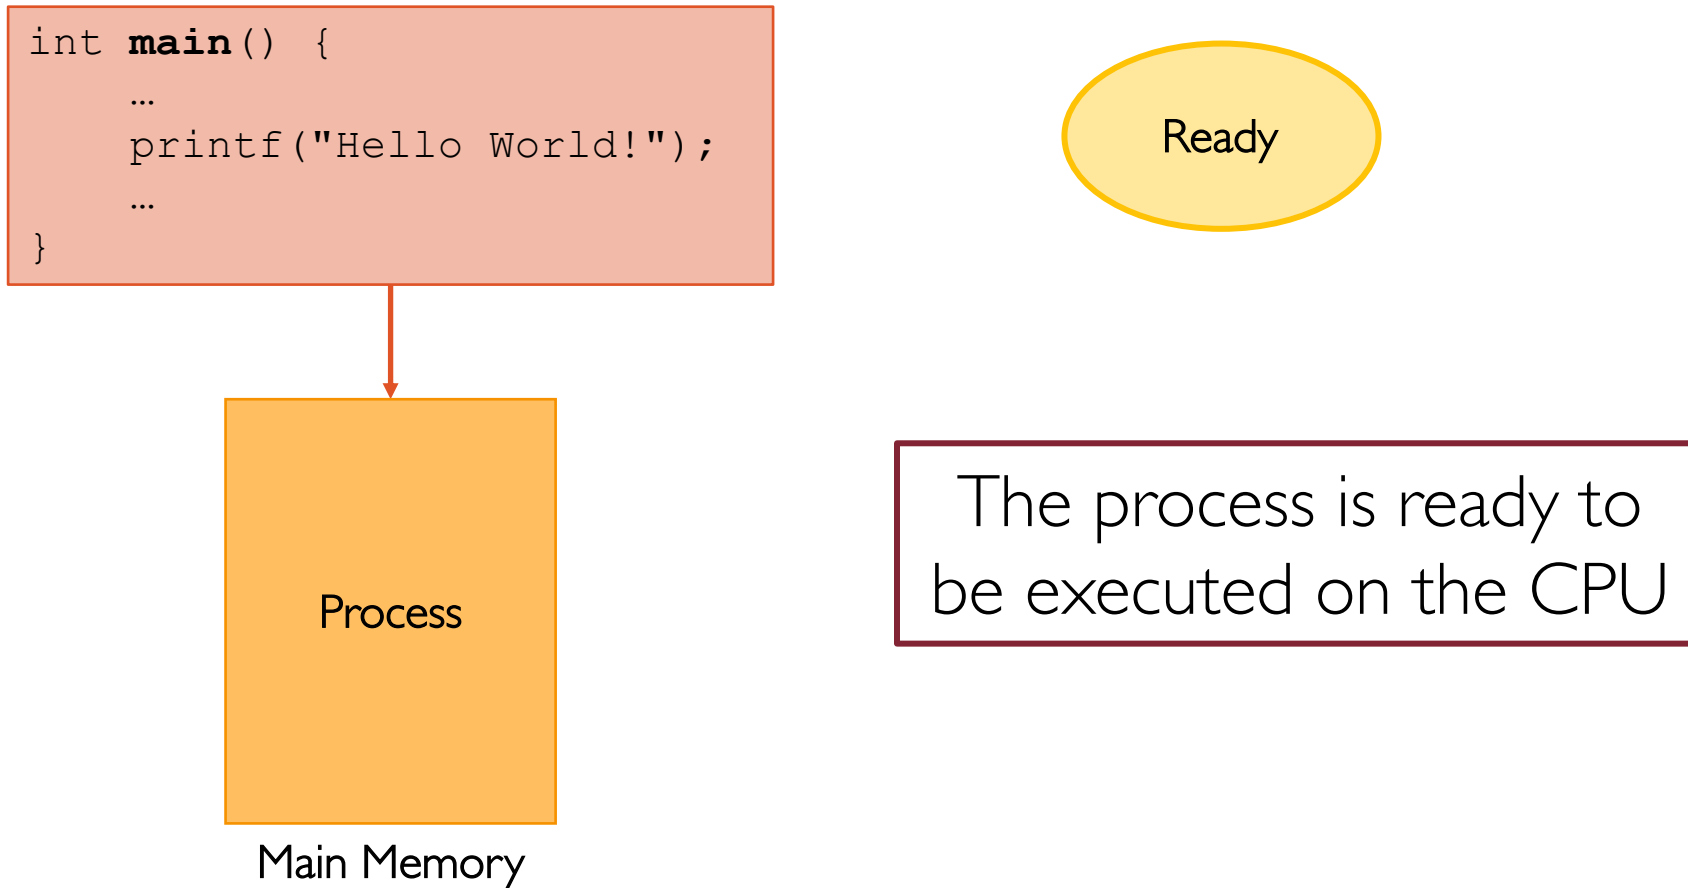 int main() {
…
printf("Hello World!");
…
}
Ready
Process
Main Memory
The process is ready to
be executed on the CPU